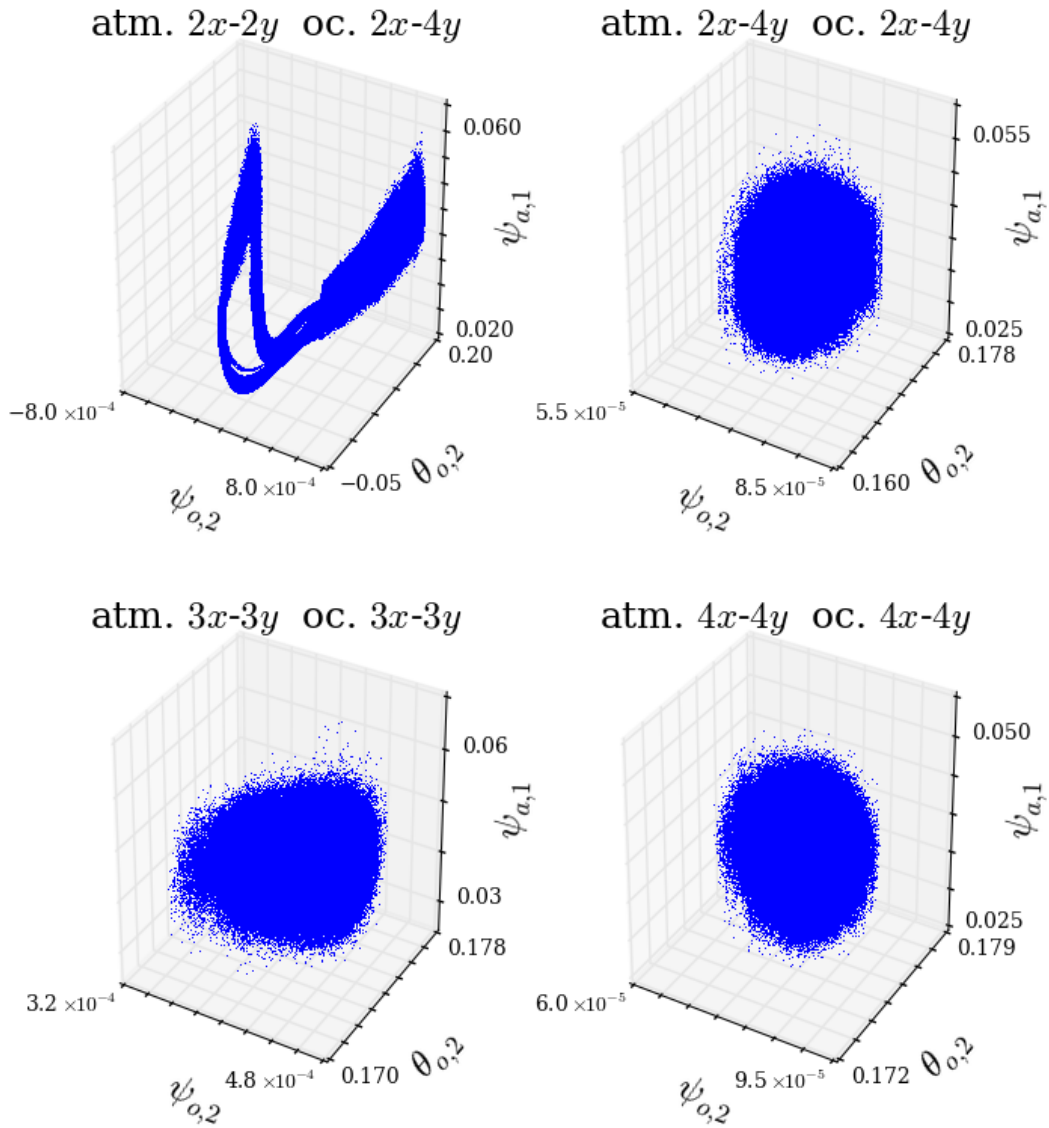 atm. 2x-2y oc. 2x-4y
0.060
ψa,1
0.020
0.20
−8.0 ×10−4
8.0 ×10−4
−0.05
θo,2
ψo,2
atm. 2x-4y oc. 2x-4y
0.055
ψa,1
0.025
0.178
5.5 ×10−5
8.5 ×10−5
0.160
θo,2
ψo,2
atm. 3x-3y oc. 3x-3y
0.06
ψa,1
0.03
0.178
3.2 ×10−4
4.8 ×10−4
0.170
θo,2
ψo,2
atm. 4x-4y oc. 4x-4y
0.050
ψa,1
0.025
0.179
6.0 ×10−5
9.5 ×10−5
0.172
θo,2
ψo,2